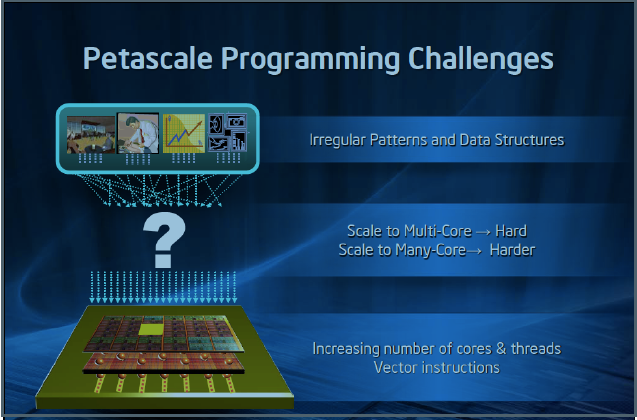 Petascale Programming Challenges
Irregular Patterns and Data Structures
?
Scale to Multi-Core → Hard
Scale to Many-Core→ Harder
Increasing number of cores & threads
Vector instructions